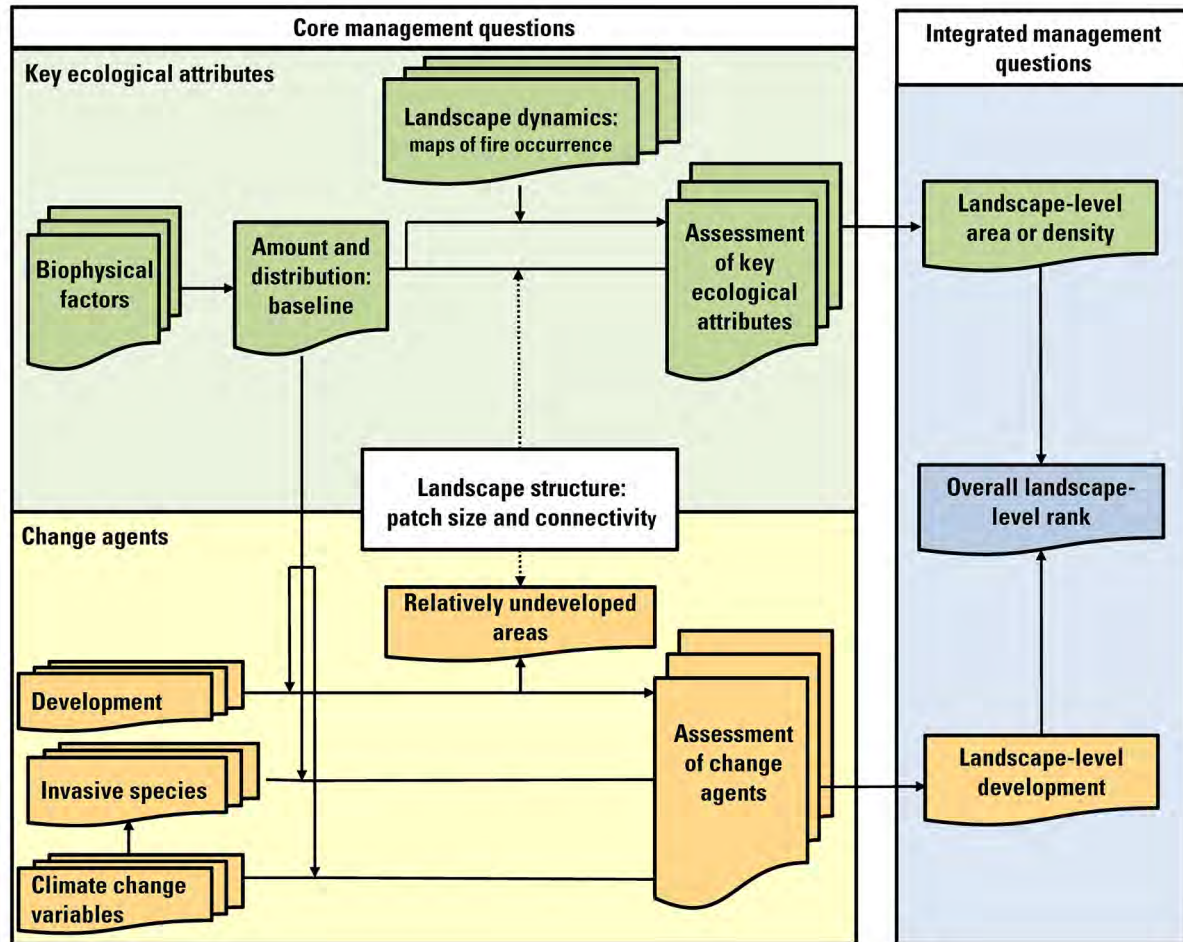 Core management questions
Integrated management
questions
Key ecological attributes
Landscape dynamics:
maps of fire occurrence
Biophysical
factors
Amount and
distribution:
baseline
Assessment
of key
ecological
attributes
Landscape-level
area or density
Landscape structure:
patch size and connectivity
Overall landscape-
level rank
Change agents
Relatively undeveloped
areas
Development
Invasive species
Climate change
variables
Assessment
of change
agents
Landscape-level
development